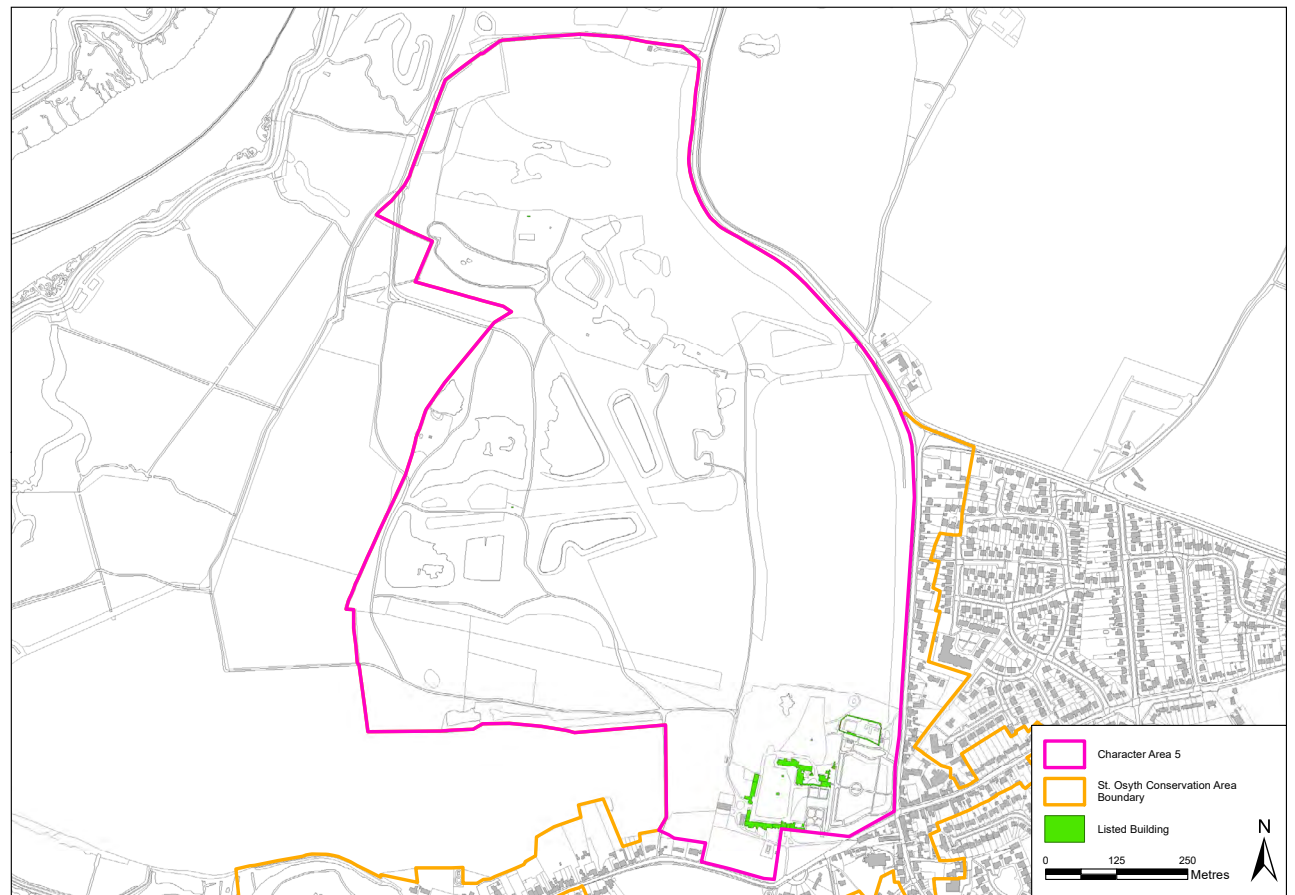 Character Area 5
St. Osyth Conservation Area
Boundary
Listed Building
N
0 125 250
Metres